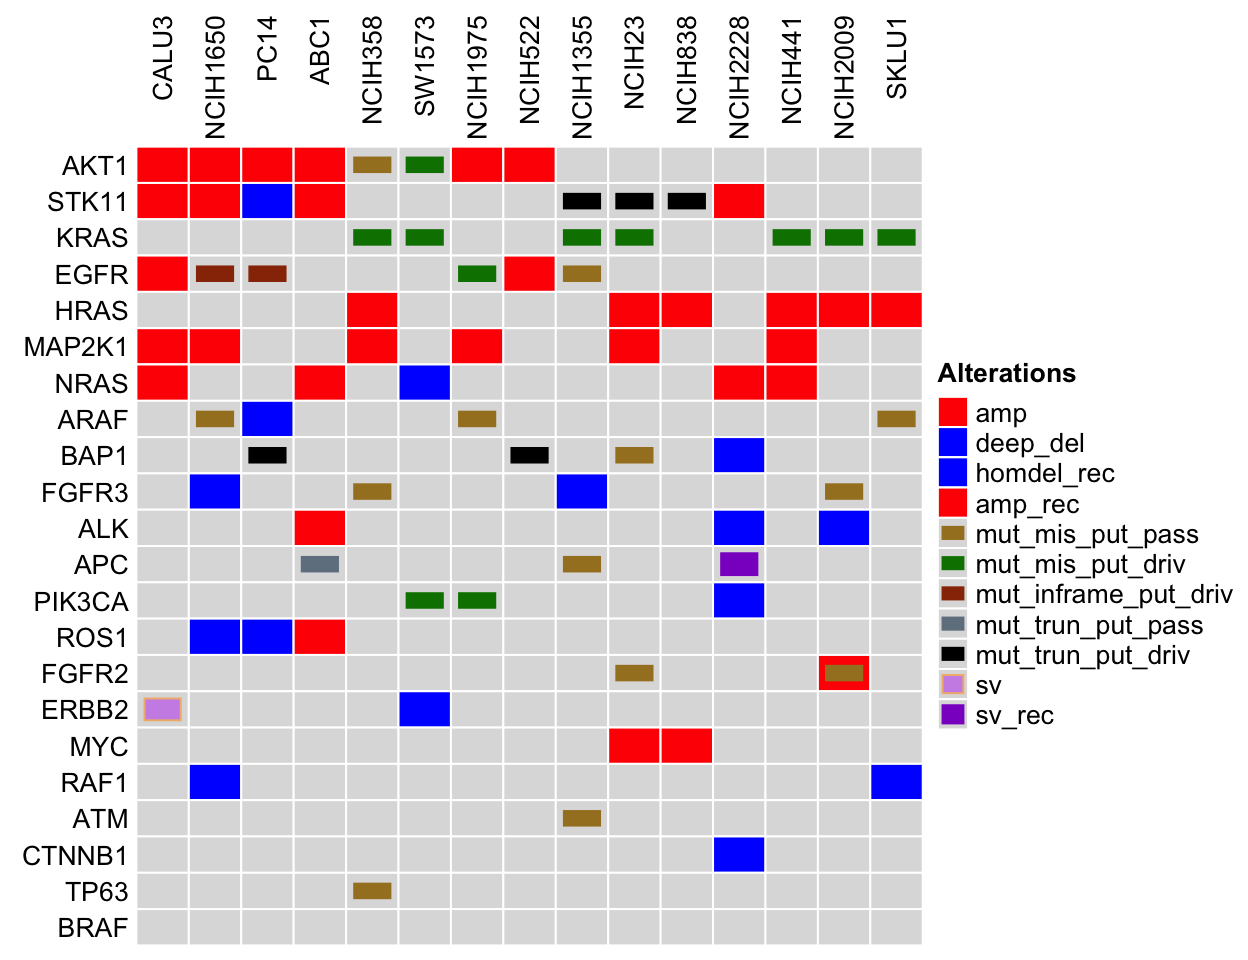 CALU3
NCIH1650
PC14
ABC1
NCIH358
SW1573
NCIH1975
NCIH522
NCIH1355
NCIH23
NCIH838
NCIH2228
NCIH441
NCIH2009
SKLU1
AKT1
STK11
KRAS
EGFR
HRAS
MAP2K1
NRAS
ARAF
BAP1
FGFR3
ALK
APC
PIK3CA
ROS1
FGFR2
ERBB2
MYC
RAF1
ATM
CTNNB1
TP63
BRAF
Alterations
amp
deep_del
homdel_rec
amp_rec
mut_mis_put_pass
mut_mis_put_driv
mut_inframe_put_driv
mut_trun_put_pass
mut_trun_put_driv
sv
sv_rec